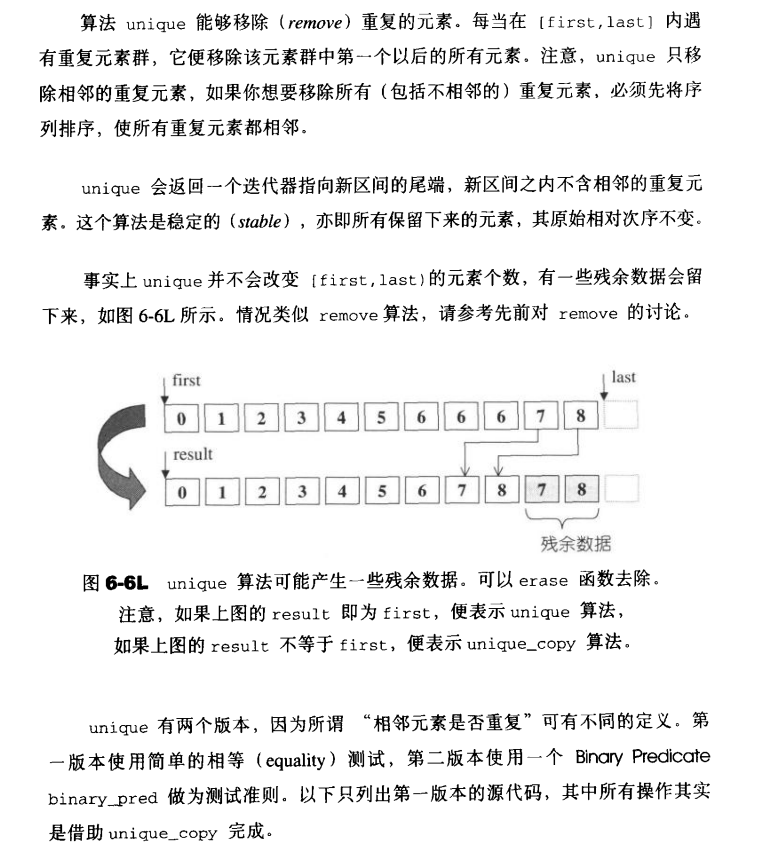 算法 unique 能够移除（remove）重复的元素。每当在 [first,last] 内遇
有重复元素群，它便移除该元素群中第一个以后的所有元素。注意，unique 只移
除相邻的重复元素，如果你想要移除所有（包括不相邻的）重复元素，必须先将序
列排序，使所有重复元素都相邻。
unique 会返回一个迭代器指向新区间的尾端，新区间之内不含相邻的重复元
素。这个算法是稳定的（stable），亦即所有保留下来的元素，其原始相对次序不变。
事实上 unique 并不会改变 [first,last)的元素个数，有一些残余数据会留
下来，如图 6-6L 所示。情况类似 remove 算法，请参考先前对 remove 的讨论。
first last
0 1 2 3 4 5 6 6 6 7 8
result
0 1 2 3 4 5 6 7 8 7 8
残余数据
图 6-6L unique 算法可能产生一些残余数据。可以 erase 函数去除。
注意，如果上图的 result 即为 first，便表示 unique 算法，
如果上图的 result 不等于 first，便表示 unique_copy 算法。
unique 有两个版本，因为所谓 “相邻元素是否重复”可有不同的定义。第
一版本使用简单的相等（equality）测试，第二版本使用一个 Binary Predicate
binary_pred 做为测试准则。以下只列出第一版本的源代码，其中所有操作其实
是借助 unique_copy 完成。